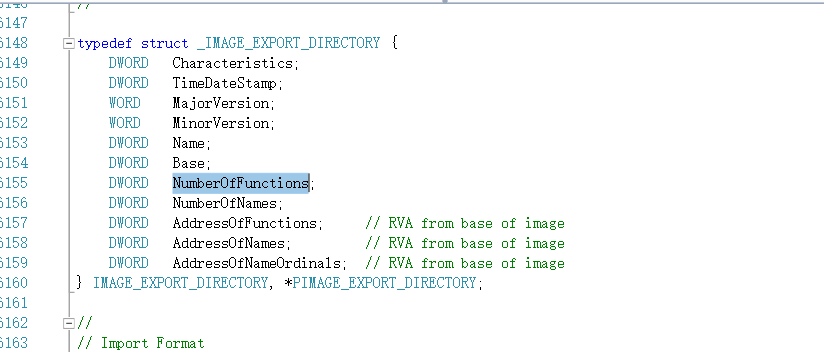 6146 //
6147
6148 typedef struct _IMAGE_EXPORT_DIRECTORY {
6149 DWORD Characteristics;
6150 DWORD TimeDateStamp;
6151 WORD MajorVersion;
6152 WORD MinorVersion;
6153 DWORD Name;
6154 DWORD Base;
6155 DWORD NumberOfFunctions;
6156 DWORD NumberOfNames;
6157 DWORD AddressOfFunctions; // RVA from base of image
6158 DWORD AddressOfNames; // RVA from base of image
6159 DWORD AddressOfNameOrdinals; // RVA from base of image
6160 } IMAGE_EXPORT_DIRECTORY, *PIMAGE_EXPORT_DIRECTORY;
6161
6162 //
6163 // Import Format